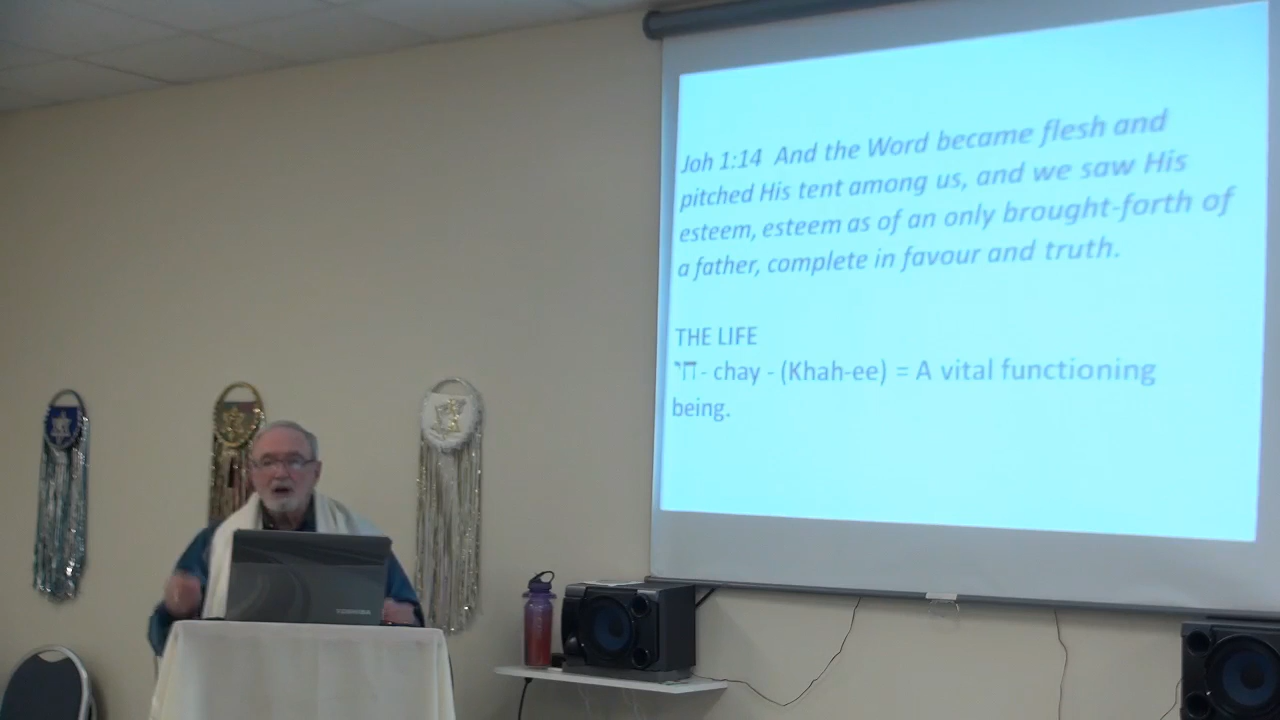 Joh 1:14 And the Word became flesh and
pitched His tent among us, and we saw His
esteem, esteem as of an only brought-forth of
a father, complete in favour and truth.
THE LIFE
חי - chay - (Khah-ee) = A vital functioning
being.
TOSHIBA